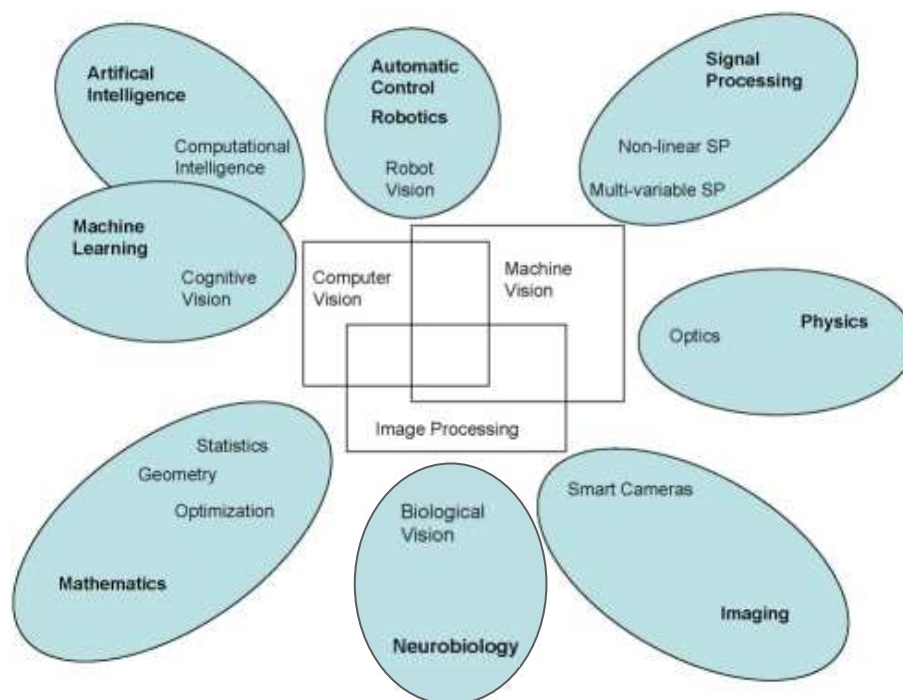 Artifical
Intelligence
Computational
Intelligence
Automatic
Control
Robotics
Robot
Vision
Signal
Processing
Non-linear SP
Multi-variable SP
Machine
Learning
Cognitive
Vision
Computer
Vision
Machine
Vision
Image Processing
Optics
Physics
Statistics
Geometry
Optimization
Mathematics
Biological
Vision
Neurobiology
Smart Cameras
Imaging